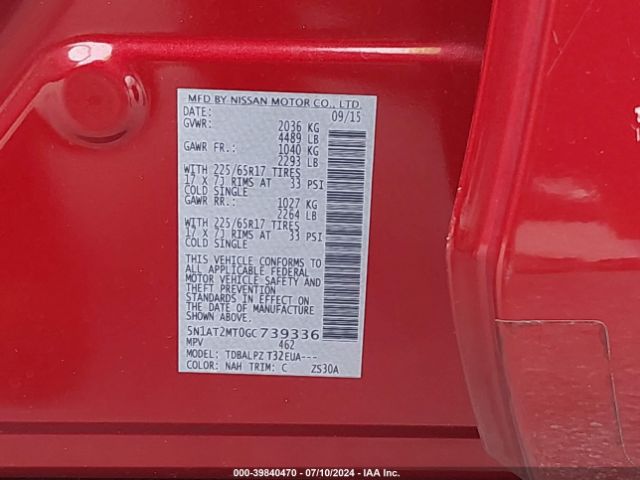 MFD BY NISSAN MOTOR CO., LTD.
DATE: 09/15
GVWR: 2036 KG
4489 LB
GAWR FR.: 1040 KG
2293 LB
WITH 225/65R17 TIRES
17 X 7J RIMS AT 33 PSI
COLD SINGLE
GAWR RR.: 1027 KG
2264 LB
WITH 225/65R17 TIRES
17 X 7J RIMS AT 33 PSI
COLD SINGLE
THIS VEHICLE CONFORMS TO
ALL APPLICABLE FEDERAL
MOTOR VEHICLE SAFETY AND
THEFT PREVENTION
STANDARDS IN EFFECT ON
THE DATE OF MANUFACTURE
SHOWN ABOVE.
5N1AT2MT0GC739336
MPV 462
MODEL: TDBALPZ T32EUA---
COLOR: NAH TRIM: C ZS30A
000-39840470 - 07/10/2024 - IAA Inc.